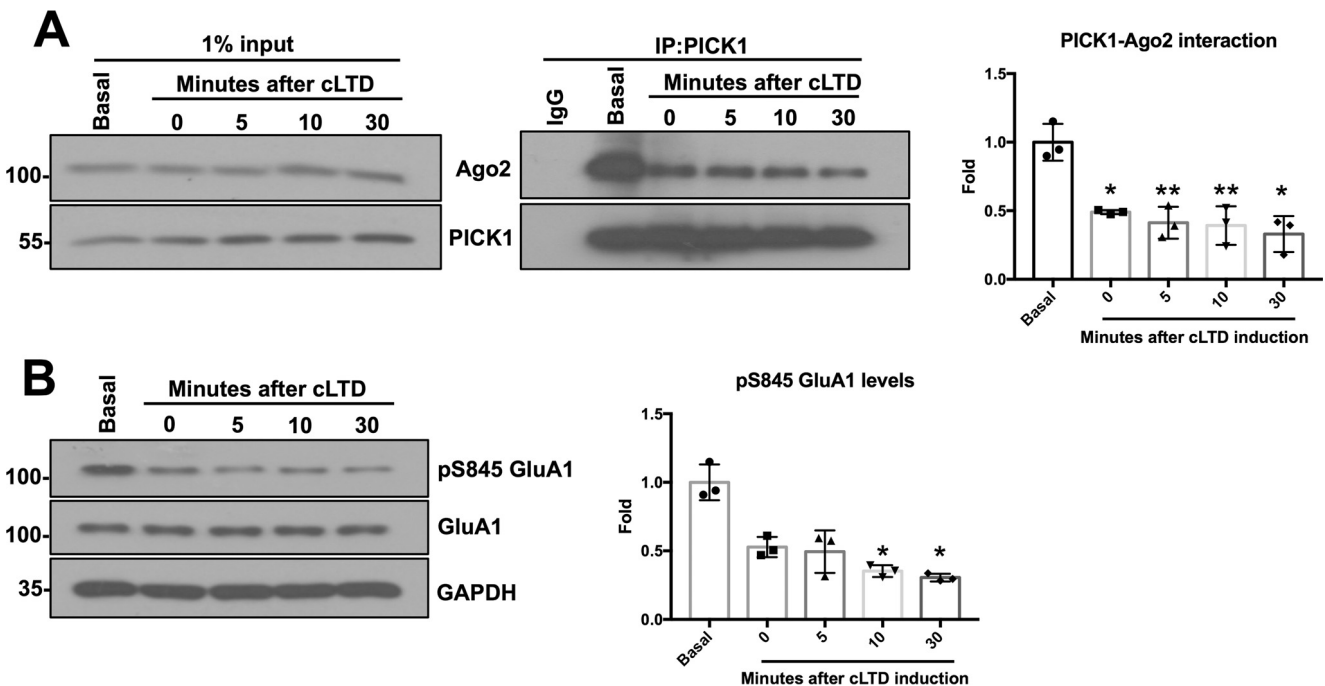 A
1% input
Basal
Minutes after cLTD
0 5 10 30
100-
55-
Ago2
PICK1
IP:PICK1
IgG
Basal
Minutes after cLTD
0 5 10 30
PICK1-Ago2 interaction
Fold
1.5
1.0
0.5
0.0
* ** ** *
Basal 0 5 10 30
Minutes after cLTD induction
B
Basal
Minutes after cLTD
0 5 10 30
100-
pS845 GluA1
100-
GluA1
35-
GAPDH
pS845 GluA1 levels
Fold
1.5
1.0
0.5
0.0
* *
Basal 0 5 10 30
Minutes after cLTD induction